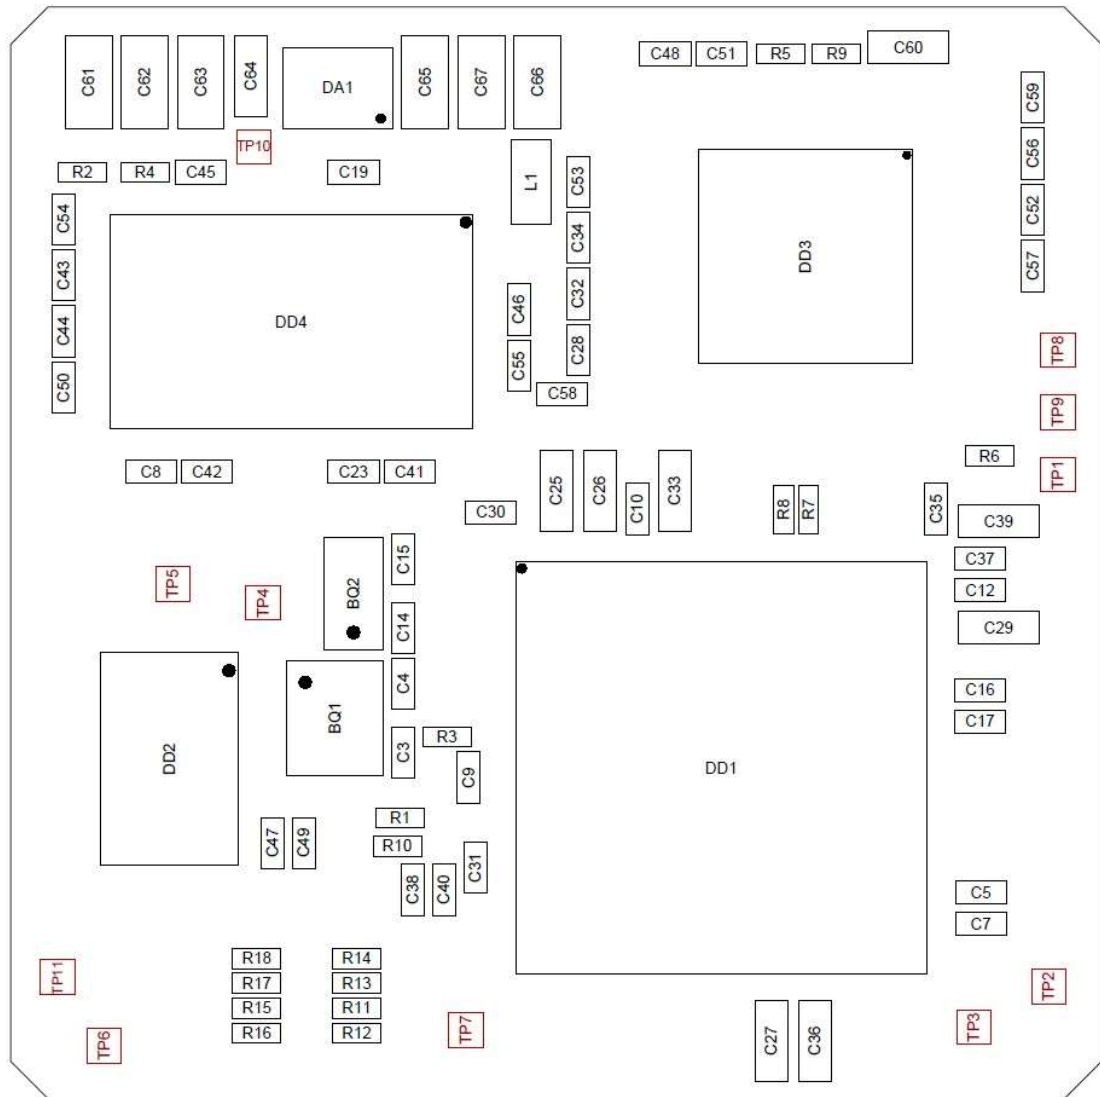 C48 C51 R5 R9 C60
C61 C62 C63 C64 DA1 C65 C67 C66
C59
TP10
C56
R2 R4 C45 C19 L1 C53
C54 C34 C52
DD3
C43 C32 C46 C57
DD4
C44 C28 C55 TP8
C50 C58 TP9
R6
C8 C42 C23 C41 C25 C26 C10 C33 TP1
C30 R8 R7 C35 C39
C15 C37
TP5 TP4 BQ2 C12
C14 C29
C4 C16
BQ1 C17
DD2 C3 R3 C9 DD1
R1
C47 C49 R10 C31
C38 C40 C5
C7
R18 R14
TP11 R17 R13 TP2
R15 R11
TP6 R16 R12 TP7 C27 C36 TP3